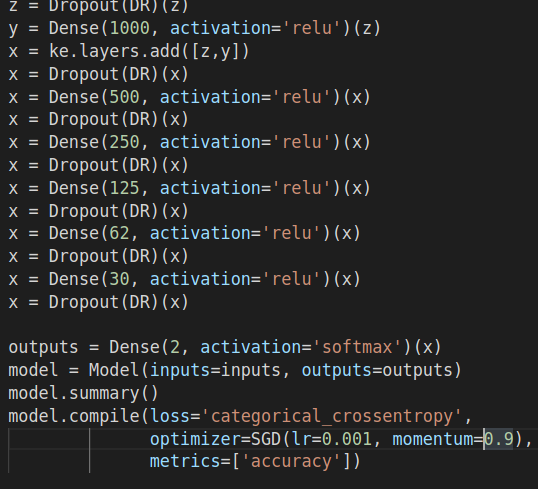 z = Dropout(DR)(z)
y = Dense(1000, activation='relu')(z)
x = ke.layers.add([z,y])
x = Dropout(DR)(x)
x = Dense(500, activation='relu')(x)
x = Dropout(DR)(x)
x = Dense(250, activation='relu')(x)
x = Dropout(DR)(x)
x = Dense(125, activation='relu')(x)
x = Dropout(DR)(x)
x = Dense(62, activation='relu')(x)
x = Dropout(DR)(x)
x = Dense(30, activation='relu')(x)
x = Dropout(DR)(x)
outputs = Dense(2, activation='softmax')(x)
model = Model(inputs=inputs, outputs=outputs)
model.summary()
model.compile(loss='categorical_crossentropy',
optimizer=SGD(lr=0.001, momentum=0.9),
metrics=['accuracy'])